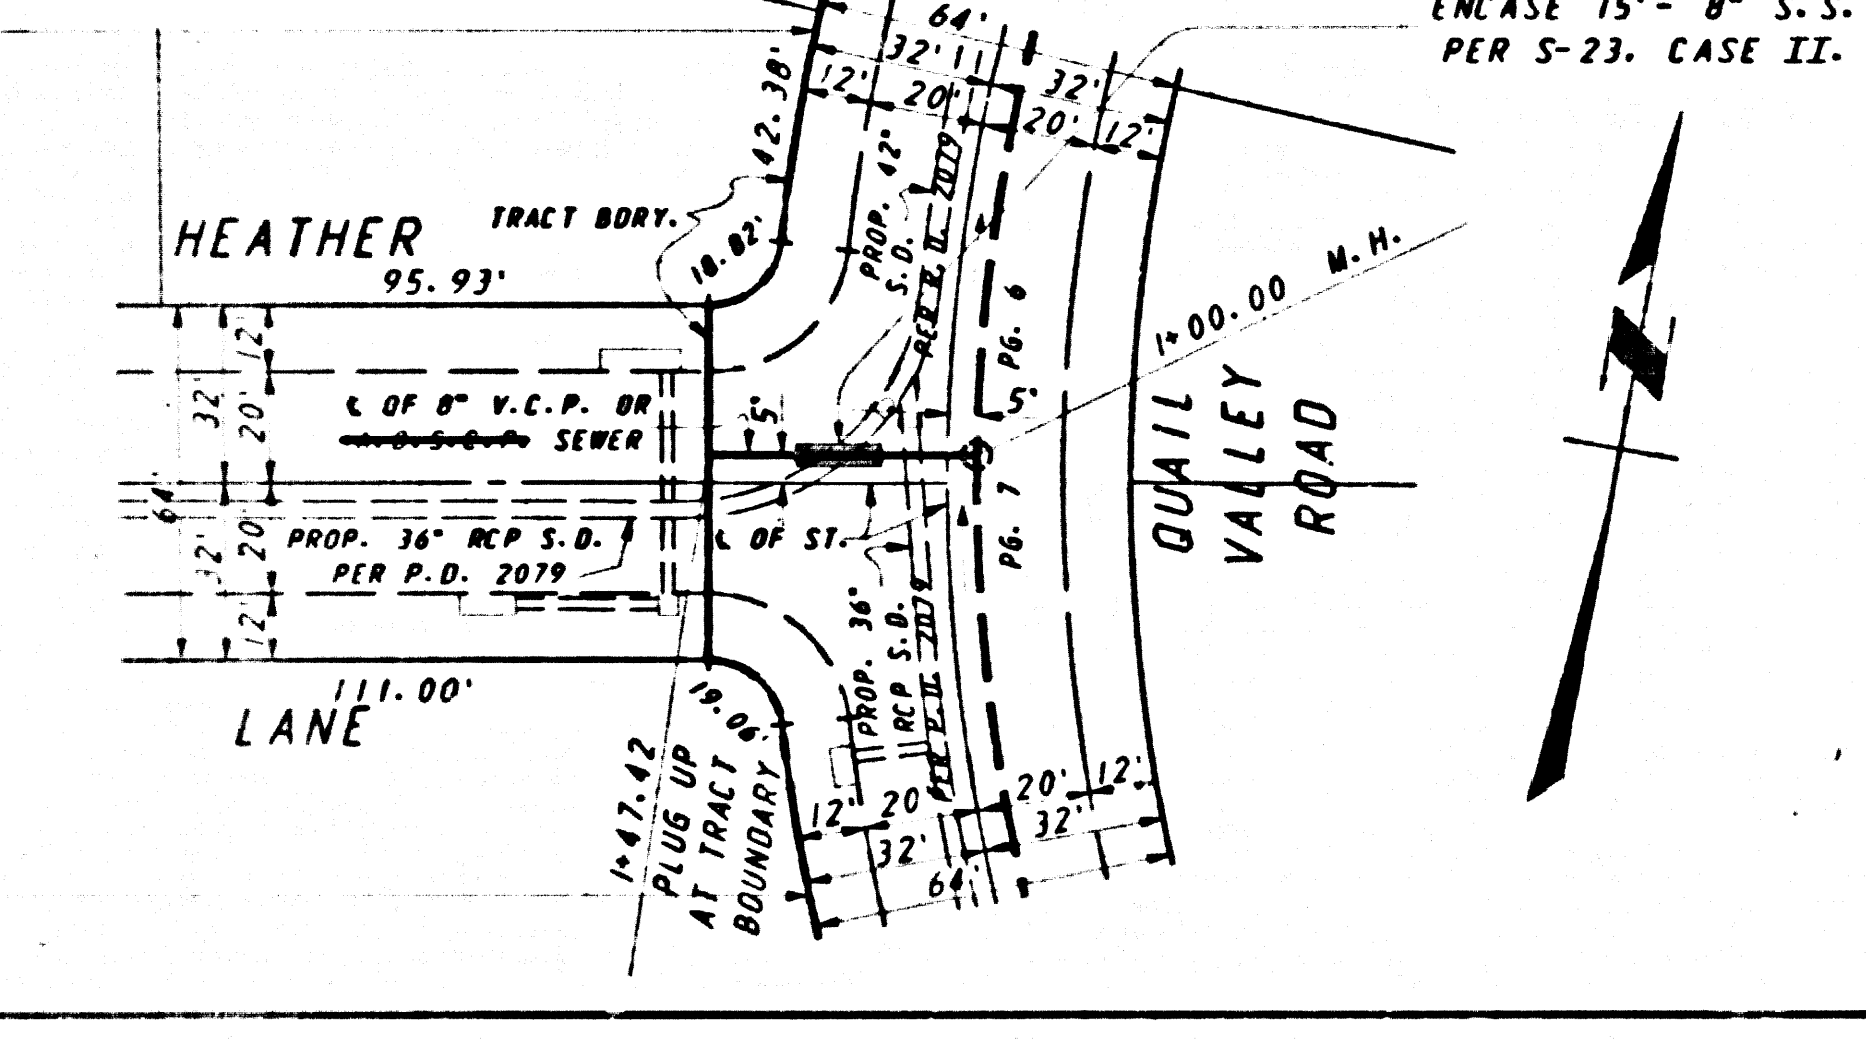 ENCASE 15'- 8" S.S.
PER S-23. CASE II.
64'
32'
32'
12'
20'
20'
12'
42.38'
TRACT BDRY.
18.82'
HEATHER
95.93'
PROP. 42"
S.D.
PER P.D. 2079
PG. 6
1+00.00 M.H.
5'
5'
12'
32'
20'
64'
32'
20'
12'
℄ OF 8" V.C.P. OR
A.B.S.C.P. SEWER
PROP. 36" RCP S.D.
PER P.D. 2079
℄ OF ST.
PG. 7
QUAIL
VALLEY
ROAD
PROP. 36"
RCP S.D.
PER P.D. 2079
111.00'
LANE
19.06'
1+47.42
PLUG UP
AT TRACT
BOUNDARY
12'
20'
20'
12'
32'
32'
64'